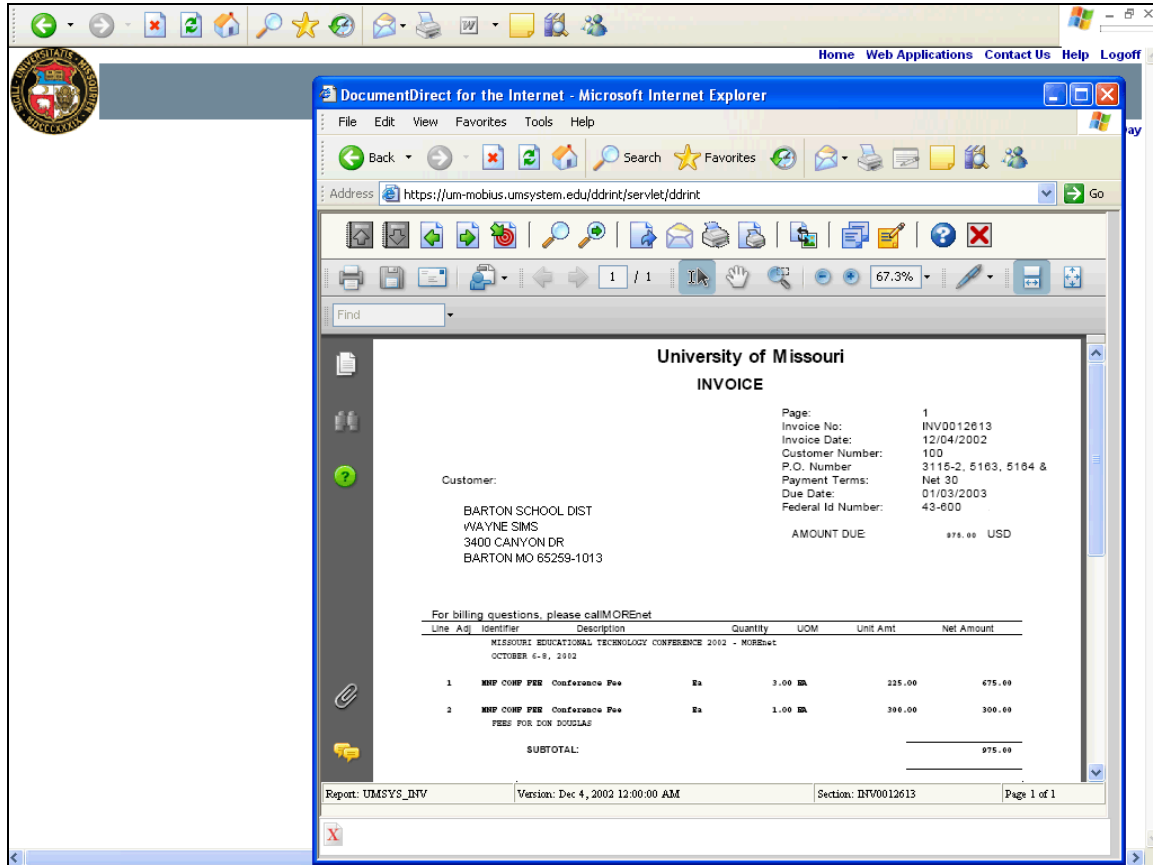 Home Web Applications Contact Us Help Logoff
DocumentDirect for the Internet - Microsoft Internet Explorer
File Edit View Favorites Tools Help
ay
Back Search Favorites
Address https://um-mobius.umsystem.edu/ddrint/servlet/ddrint Go
1 / 1 67.3%
Find
University of Missouri
INVOICE
Page: 1
Invoice No: INV0012613
Invoice Date: 12/04/2002
Customer Number: 100
P.O. Number 3115-2, 5163, 5164 &
Payment Terms: Net 30
Due Date: 01/03/2003
Federal Id Number: 43-600
Customer:
AMOUNT DUE: 975.00 USD
BARTON SCHOOL DIST
WAYNE SIMS
3400 CANYON DR
BARTON MO 65259-1013
For billing questions, please callMOREnet
Line Adj Identifier Description Quantity UOM Unit Amt Net Amount
MISSOURI EDUCATIONAL TECHNOLOGY CONFERENCE 2002 - MOREnet
OCTOBER 6-8, 2002
1 MNP CONF FEE Conference Fee Ea 3.00 EA 225.00 675.00
2 MNP CONF FEE Conference Fee Ea 1.00 EA 300.00 300.00
FEES FOR DON DOUGLAS
SUBTOTAL: 975.00
Report: UMSYS_INV Version: Dec 4, 2002 12:00:00 AM Section: INV0012613 Page 1 of 1